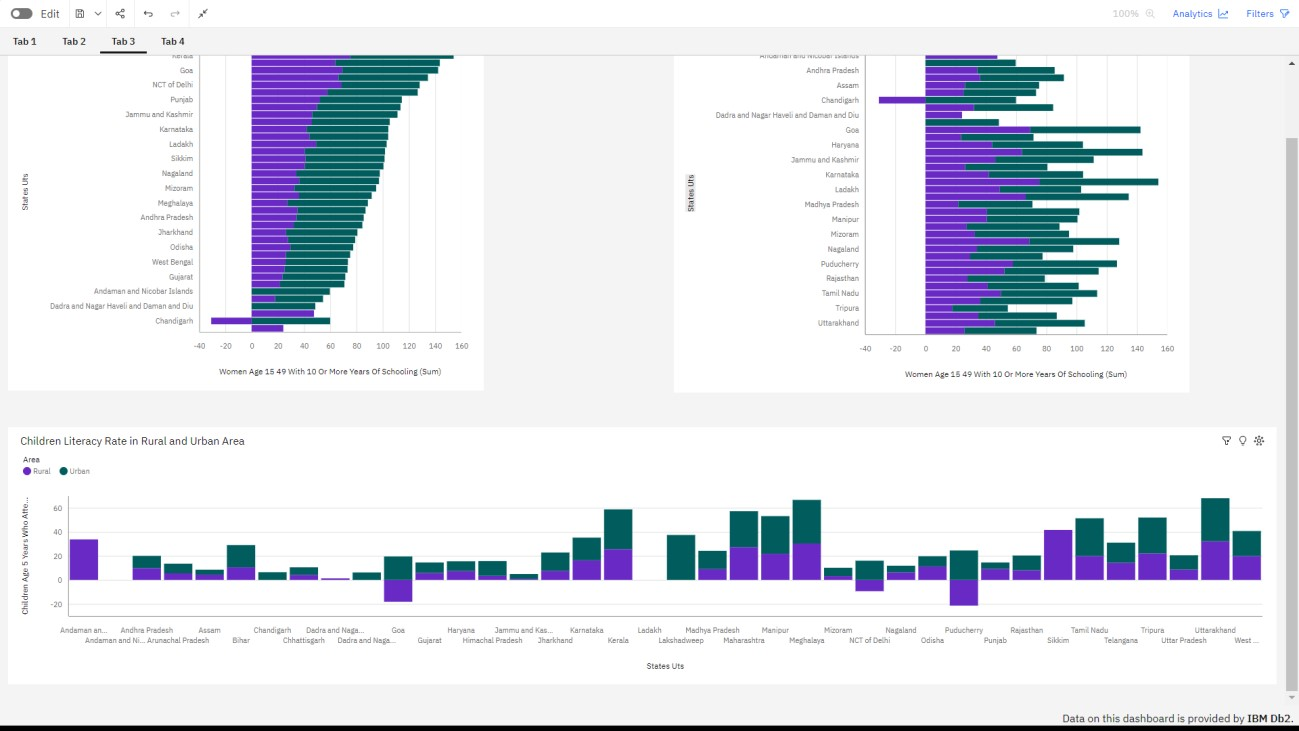 Edit
100%
Analytics
Filters
Tab 1
Tab 2
Tab 3
Tab 4
States Uts
Kerala
Goa
NCT of Delhi
Punjab
Jammu and Kashmir
Karnataka
Ladakh
Sikkim
Nagaland
Mizoram
Meghalaya
Andhra Pradesh
Jharkhand
Odisha
West Bengal
Gujarat
Andaman and Nicobar Islands
Dadra and Nagar Haveli and Daman and Diu
Chandigarh
-40 -20 0 20 40 60 80 100 120 140 160
Women Age 15 49 With 10 Or More Years Of Schooling (Sum)
States Uts
Andaman and Nicobar Islands
Andhra Pradesh
Assam
Chandigarh
Dadra and Nagar Haveli and Daman and Diu
Goa
Haryana
Jammu and Kashmir
Karnataka
Ladakh
Madhya Pradesh
Manipur
Mizoram
Nagaland
Puducherry
Rajasthan
Tamil Nadu
Tripura
Uttarakhand
-40 -20 0 20 40 60 80 100 120 140 160
Women Age 15 49 With 10 Or More Years Of Schooling (Sum)
Children Literacy Rate in Rural and Urban Area
Area
Rural Urban
Children Age 5 Years Who Atte...
60
40
20
0
-20
Andaman an... Andhra Pradesh Assam Chandigarh Dadra and Naga... Goa Haryana Jammu and Kas... Karnataka Ladakh Madhya Pradesh Manipur Mizoram Nagaland Puducherry Rajasthan Tamil Nadu Tripura Uttarakhand
Andaman and Ni... Arunachal Pradesh Bihar Chhattisgarh Dadra and Naga... Gujarat Himachal Pradesh Jharkhand Kerala Lakshadweep Maharashtra Meghalaya NCT of Delhi Odisha Punjab Sikkim Telangana Uttar Pradesh West ...
States Uts
Data on this dashboard is provided by IBM Db2.